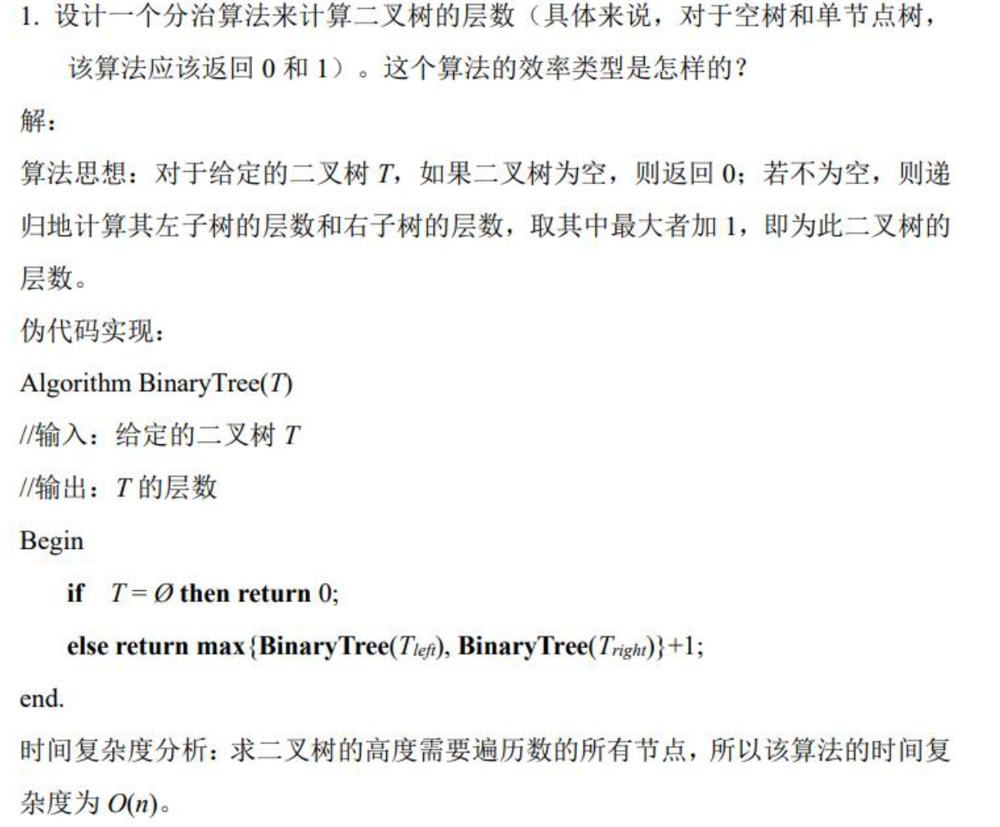 1. 设计一个分治算法来计算二叉树的层数（具体来说，对于空树和单节点树，
该算法应该返回 0 和 1）。这个算法的效率类型是怎样的？
解：
算法思想：对于给定的二叉树 T，如果二叉树为空，则返回 0；若不为空，则递
归地计算其左子树的层数和右子树的层数，取其中最大者加 1，即为此二叉树的
层数。
伪代码实现：
Algorithm BinaryTree(T)
//输入：给定的二叉树 T
//输出：T 的层数
Begin
if T = Ø then return 0;
else return max{BinaryTree(Tleft), BinaryTree(Tright)}+1;
end.
时间复杂度分析：求二叉树的高度需要遍历数的所有节点，所以该算法的时间复
杂度为 O(n)。